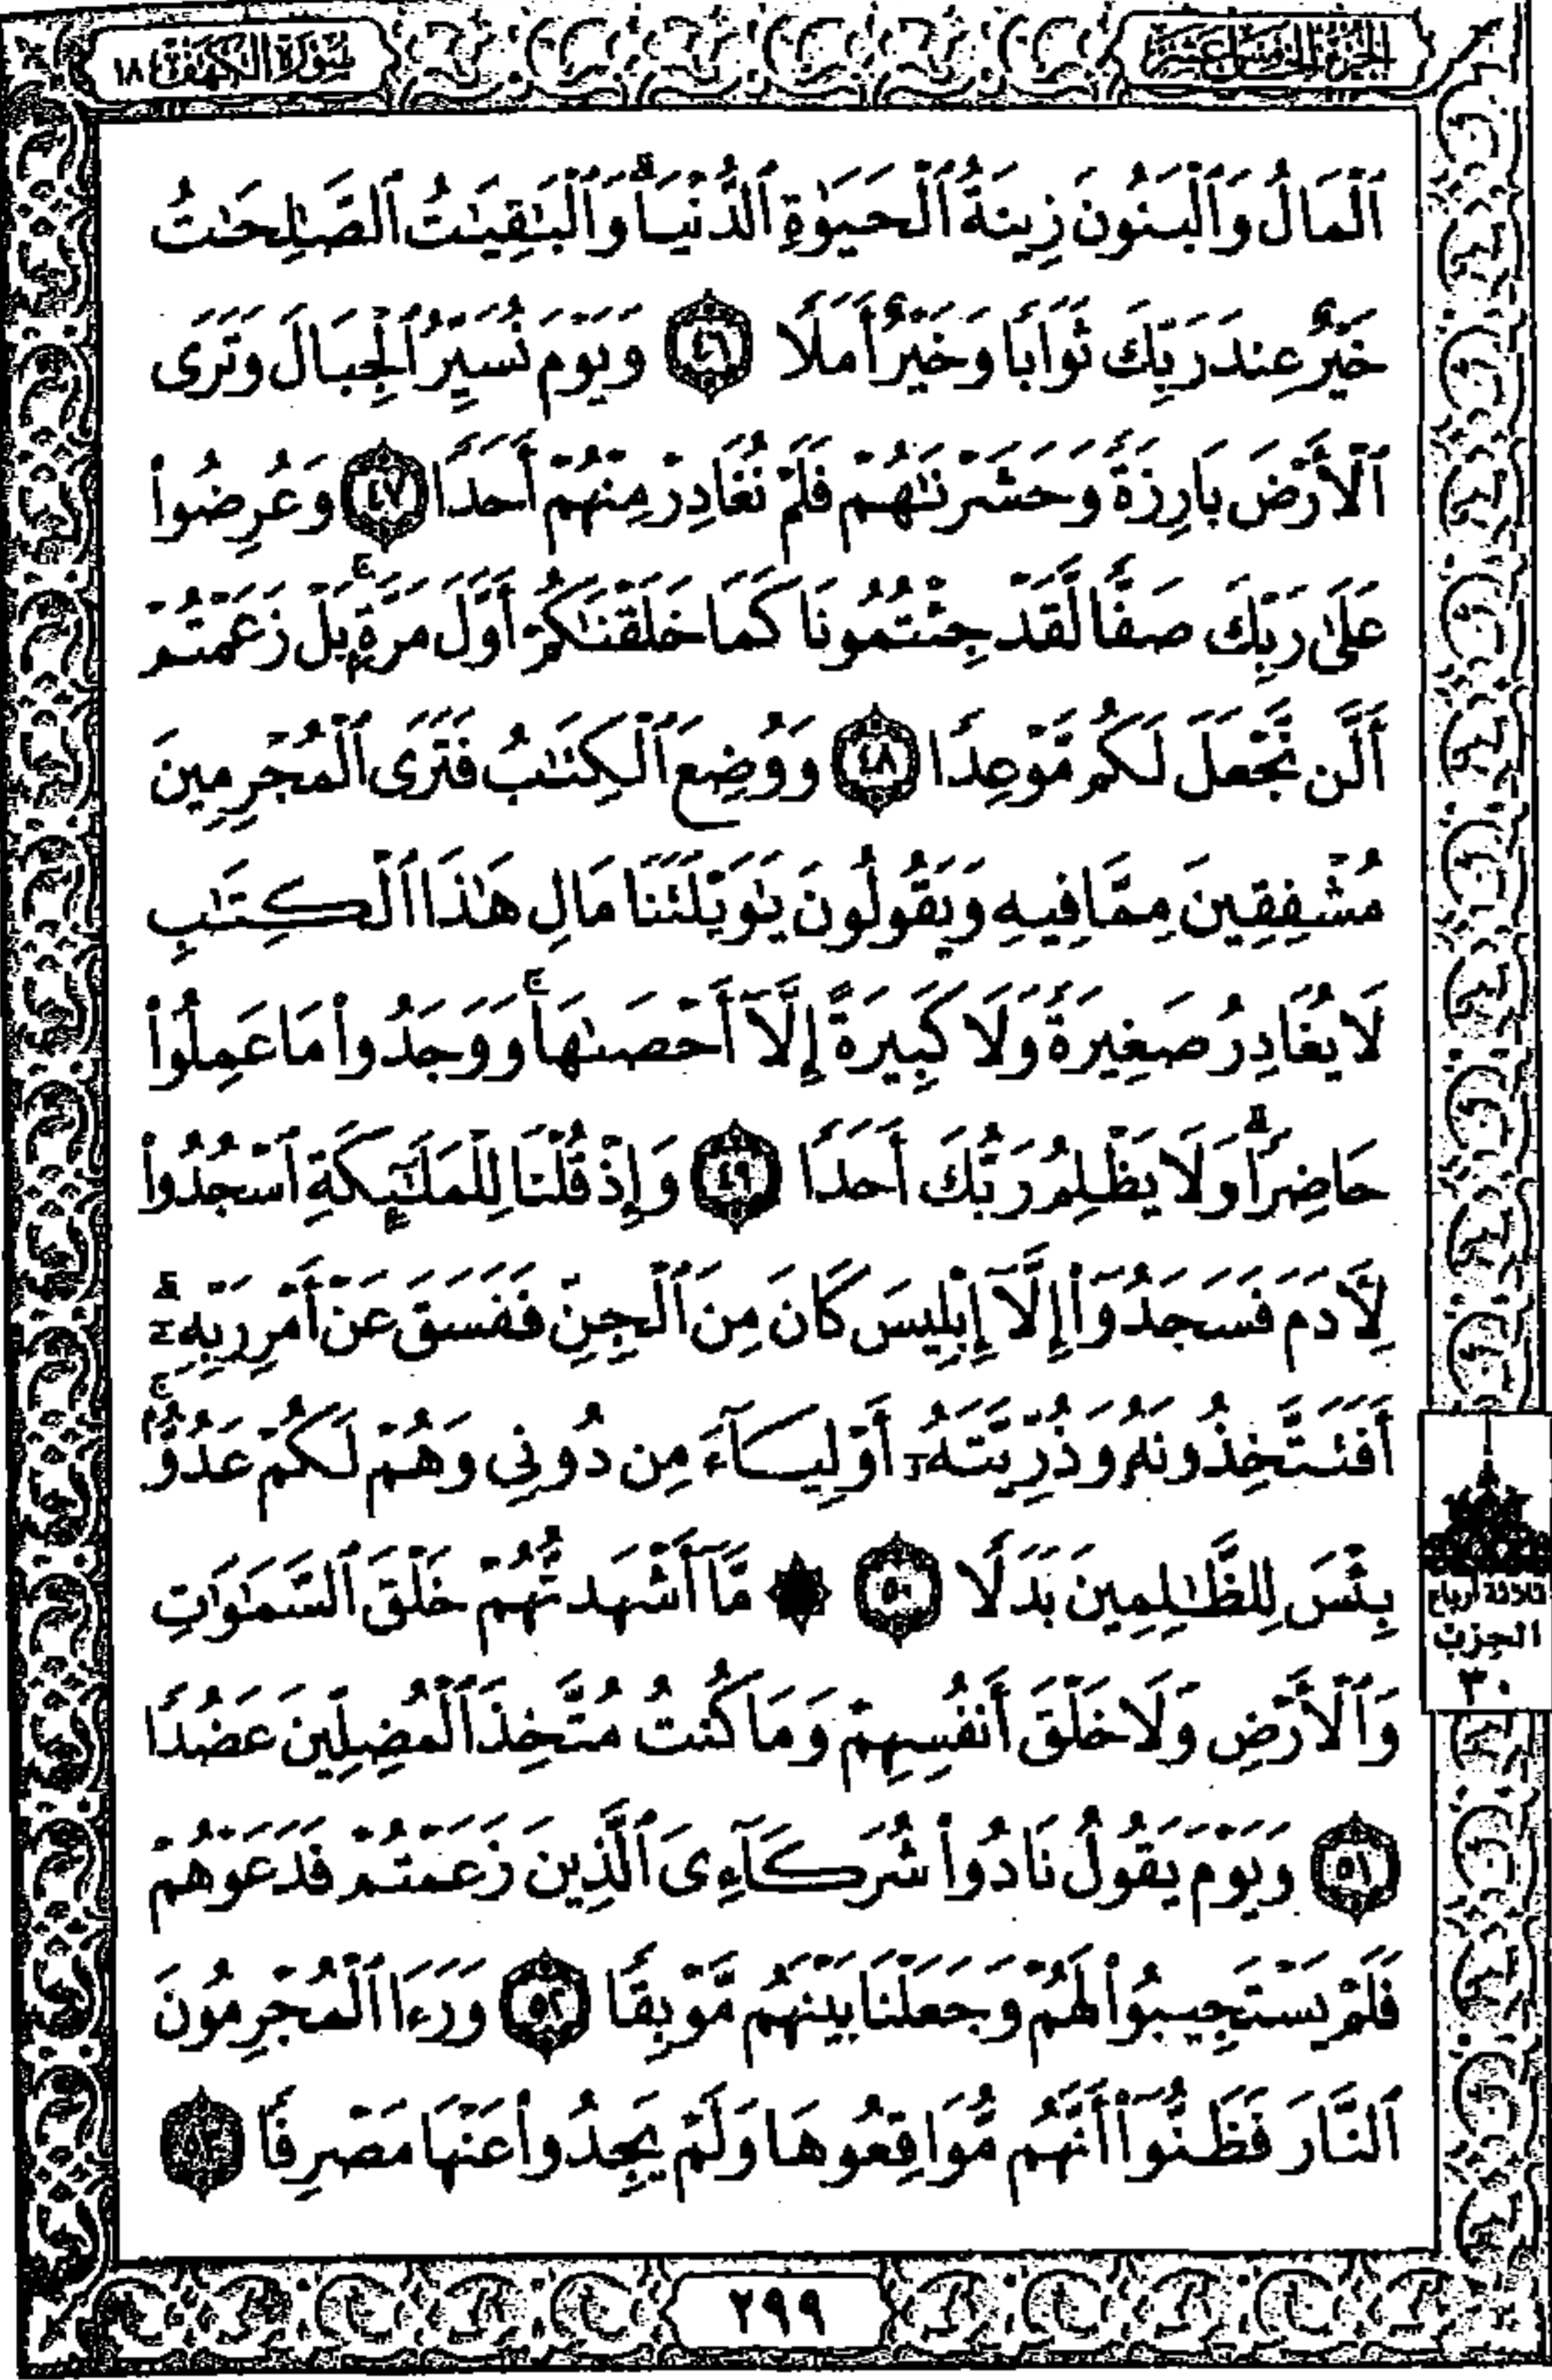 الجزء الخامس عشر
سورة الكهف ١٨
ٱلْمَالُ وَٱلْبَنُونَ زِينَةُ ٱلْحَيَوٰةِ ٱلدُّنْيَاۖ وَٱلْبَـٰقِيَـٰتُ ٱلصَّـٰلِحَـٰتُ
خَيْرٌ عِندَ رَبِّكَ ثَوَابًا وَخَيْرٌ أَمَلًا ٤٦ وَيَوْمَ نُسَيِّرُ ٱلْجِبَالَ وَتَرَى
ٱلْأَرْضَ بَارِزَةً وَحَشَرْنَـٰهُمْ فَلَمْ نُغَادِرْ مِنْهُمْ أَحَدًا ٤٧ وَعُرِضُوا۟
عَلَىٰ رَبِّكَ صَفًّا لَّقَدْ جِئْتُمُونَا كَمَا خَلَقْنَـٰكُمْ أَوَّلَ مَرَّةٍۭۚ بَلْ زَعَمْتُمْ
أَلَّن نَّجْعَلَ لَكُم مَّوْعِدًا ٤٨ وَوُضِعَ ٱلْكِتَـٰبُ فَتَرَى ٱلْمُجْرِمِينَ
مُشْفِقِينَ مِمَّا فِيهِ وَيَقُولُونَ يَـٰوَيْلَتَنَا مَالِ هَـٰذَا ٱلْكِتَـٰبِ
لَا يُغَادِرُ صَغِيرَةً وَلَا كَبِيرَةً إِلَّآ أَحْصَىٰهَاۚ وَوَجَدُوا۟ مَا عَمِلُوا۟
حَاضِرًاۗ وَلَا يَظْلِمُ رَبُّكَ أَحَدًا ٤٩ وَإِذْ قُلْنَا لِلْمَلَـٰٓئِكَةِ ٱسْجُدُوا۟
لِـَٔادَمَ فَسَجَدُوٓا۟ إِلَّآ إِبْلِيسَ كَانَ مِنَ ٱلْجِنِّ فَفَسَقَ عَنْ أَمْرِ رَبِّهِۦٓۗ
أَفَتَتَّخِذُونَهُۥ وَذُرِّيَّتَهُۥٓ أَوْلِيَآءَ مِن دُونِى وَهُمْ لَكُمْ عَدُوٌّۢۚ
بِئْسَ لِلظَّـٰلِمِينَ بَدَلًا ٥٠ ۞ مَّآ أَشْهَدتُّهُمْ خَلْقَ ٱلسَّمَـٰوَٰتِ
وَٱلْأَرْضِ وَلَا خَلْقَ أَنفُسِهِمْ وَمَا كُنتُ مُتَّخِذَ ٱلْمُضِلِّينَ عَضُدًا
٥١ وَيَوْمَ يَقُولُ نَادُوا۟ شُرَكَآءِىَ ٱلَّذِينَ زَعَمْتُمْ فَدَعَوْهُمْ
فَلَمْ يَسْتَجِيبُوا۟ لَهُمْ وَجَعَلْنَا بَيْنَهُم مَّوْبِقًا ٥٢ وَرَءَا ٱلْمُجْرِمُونَ
ٱلنَّارَ فَظَنُّوٓا۟ أَنَّهُم مُّوَاقِعُوهَا وَلَمْ يَجِدُوا۟ عَنْهَا مَصْرِفًا ٥٣
ثلاثة أرباع
الحزب
٣٠
٢٩٩